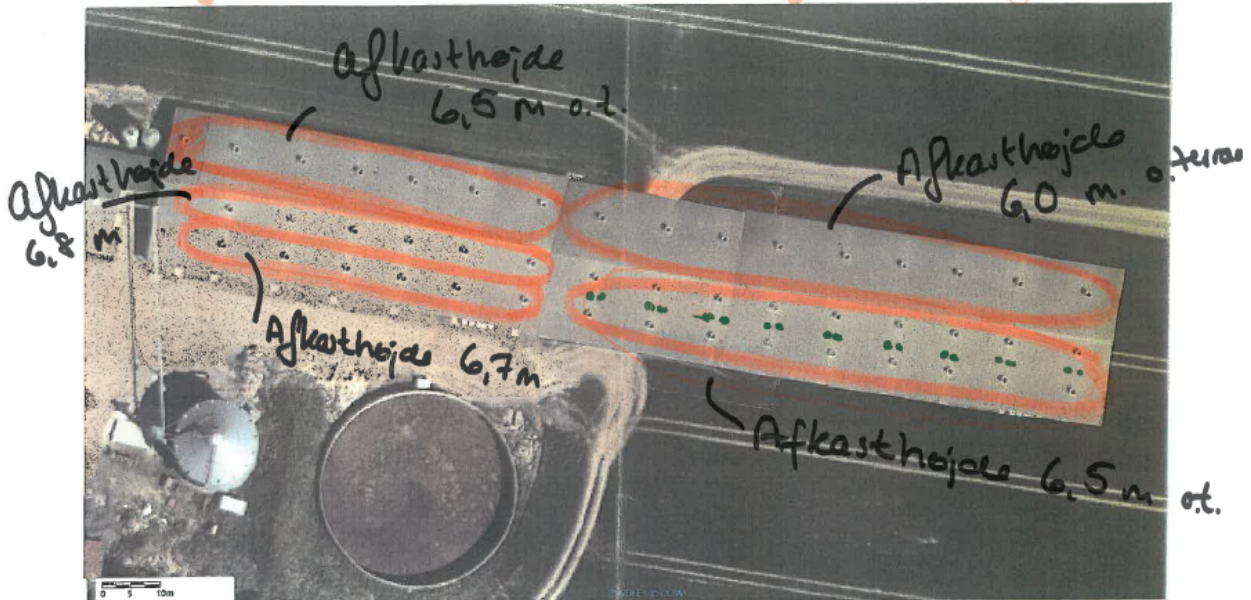 Afkasthøjde
6,5 m o.t.
Afkasthøjde
6,0 m. o.terræn
Afkasthøjde
6,8 m
Afkasthøjde 6,7 m
Afkasthøjde 6,5 m o.t.
0 5 10m